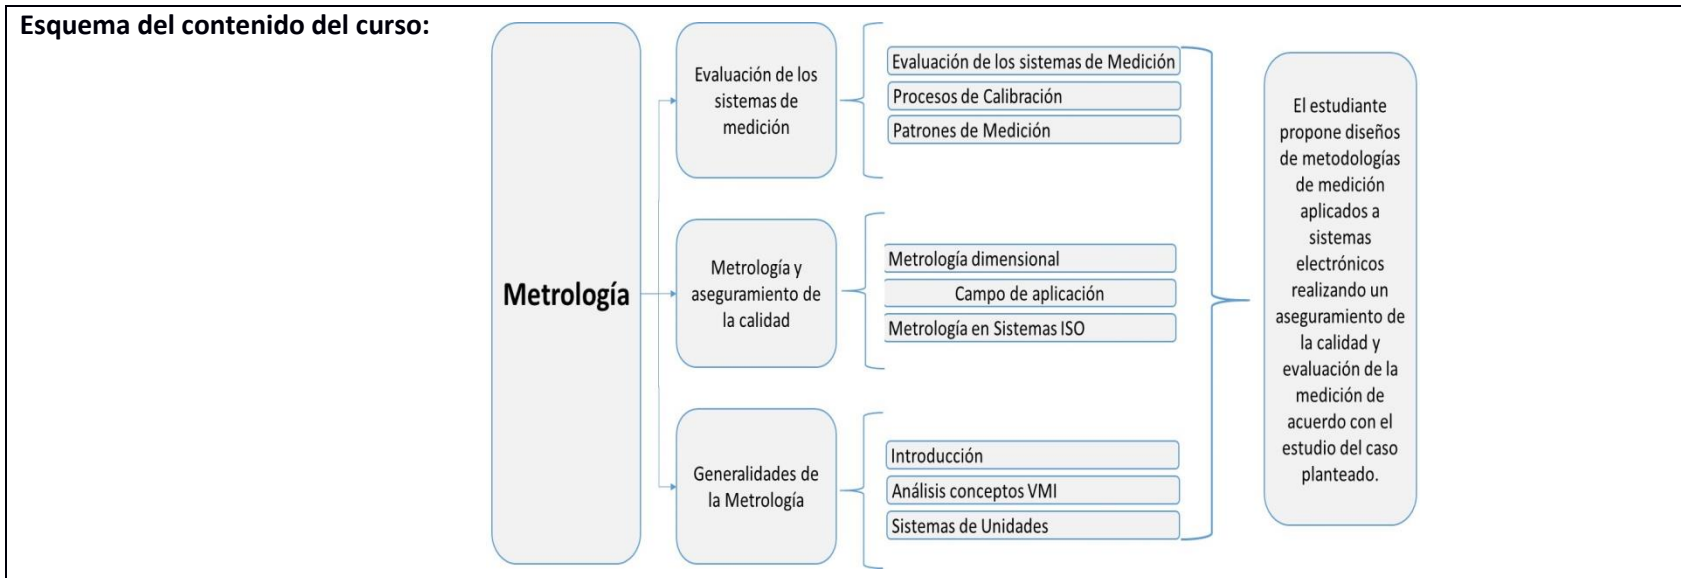 Esquema del contenido del curso:
Metrología
Evaluación de los
sistemas de
medición
Evaluación de los sistemas de Medición
Procesos de Calibración
Patrones de Medición
Metrología y
aseguramiento de
la calidad
Metrología dimensional
Campo de aplicación
Metrología en Sistemas ISO
Generalidades de
la Metrología
Introducción
Análisis conceptos VMI
Sistemas de Unidades
El estudiante
propone diseños
de metodologías
de medición
aplicados a
sistemas
electrónicos
realizando un
aseguramiento de
la calidad y
evaluación de la
medición de
acuerdo con el
estudio del caso
planteado.